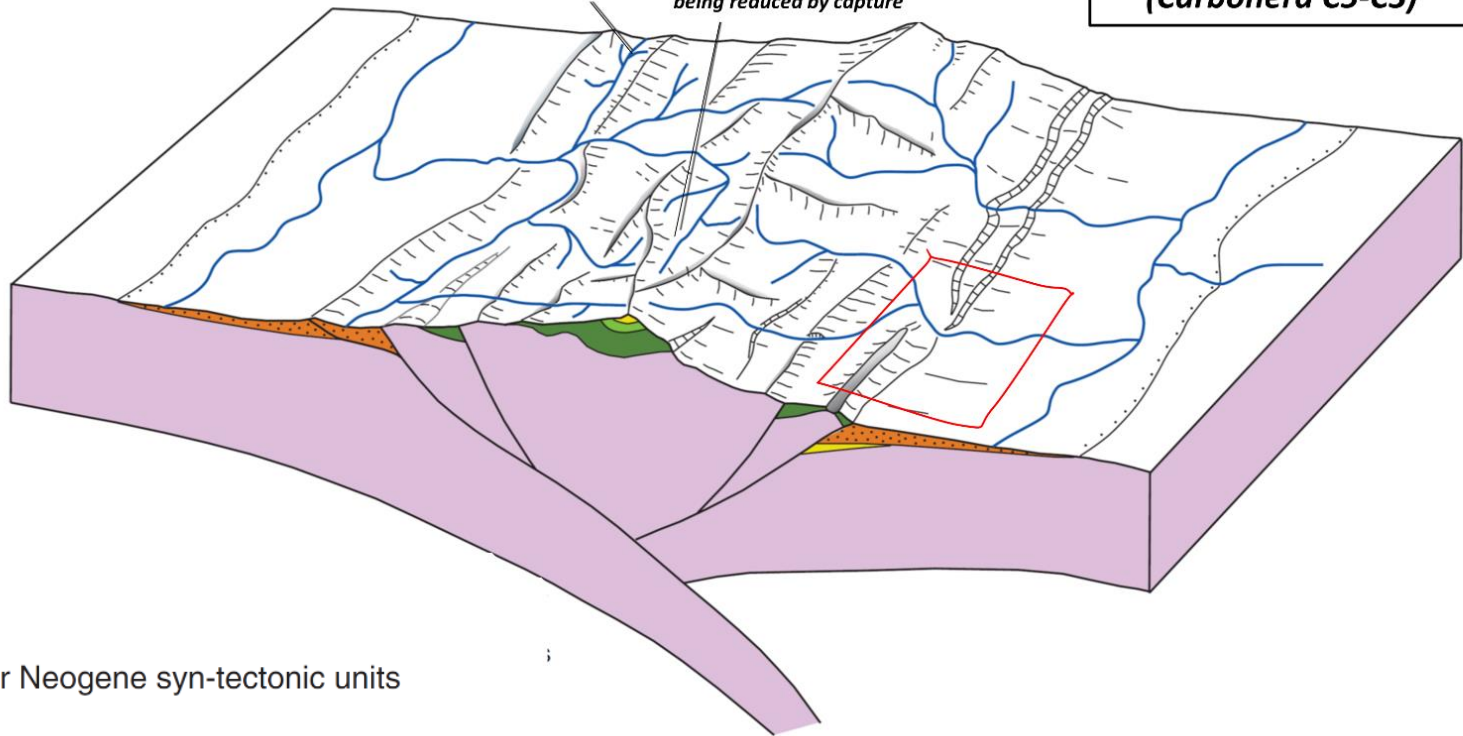 being reduced by capture
(Carbonera C5-C3)
r Neogene syn-tectonic units